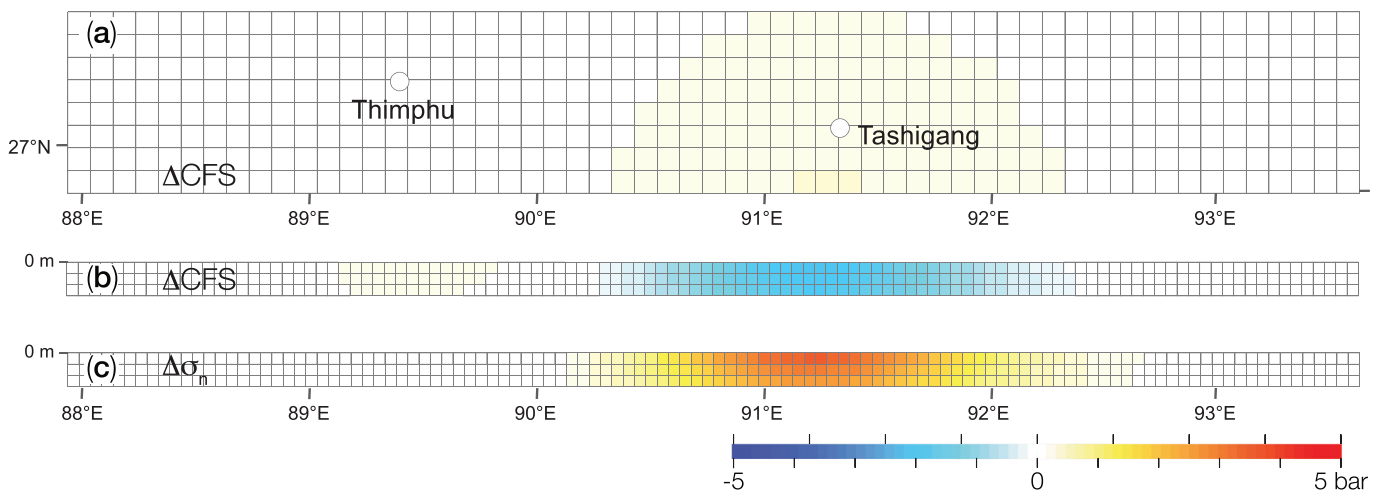 (a)
Thimphu
Tashigang
27°N
ΔCFS
88°E 89°E 90°E 91°E 92°E 93°E
0 m
(b) ΔCFS
0 m
(c) Δσn
88°E 89°E 90°E 91°E 92°E 93°E
-5 0 5 bar